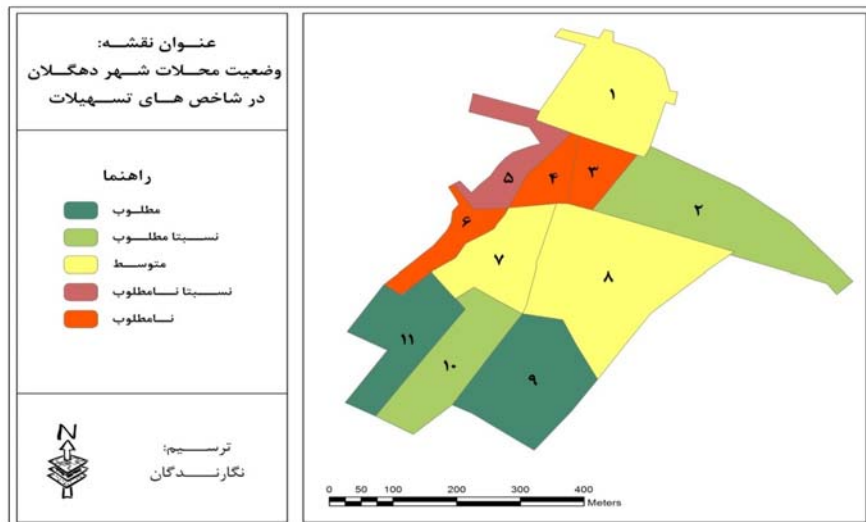 عنوان نقشه:
وضعیت محلات شهر دهگلان
در شاخص های تسهیلات
راهنما
مطلوب
نسبتا مطلوب
متوسط
نسبتا نامطلوب
نامطلوب
N
ترسیم:
نگارندگان
۱
۲
۳
۴
۵
۶
۷
۸
۹
۱۰
۱۱
0 50 100 200 300 400
Meters